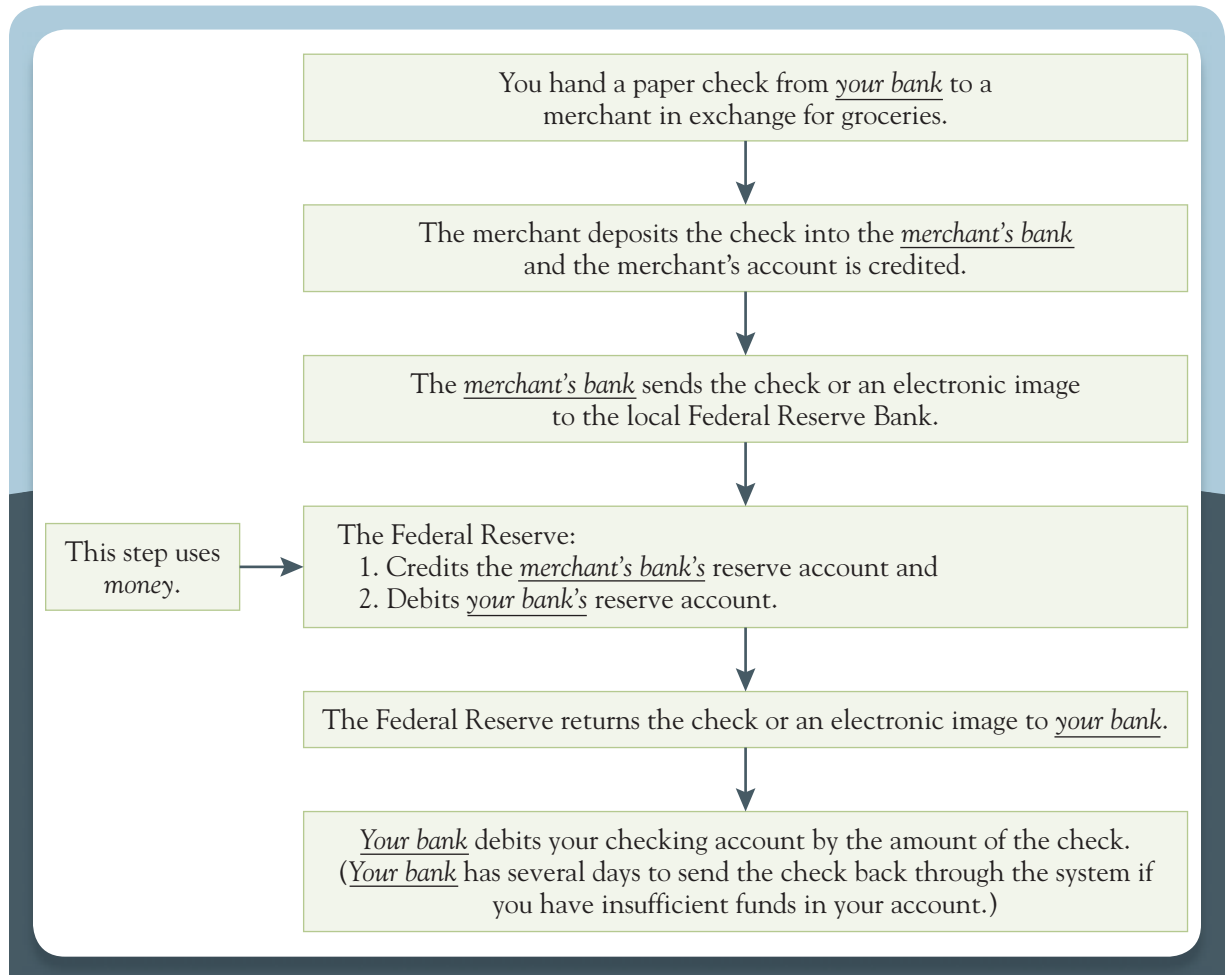 You hand a paper check from your bank to a
merchant in exchange for groceries.
The merchant deposits the check into the merchant's bank
and the merchant's account is credited.
The merchant's bank sends the check or an electronic image
to the local Federal Reserve Bank.
This step uses
money.
The Federal Reserve:
1. Credits the merchant's bank's reserve account and
2. Debits your bank's reserve account.
The Federal Reserve returns the check or an electronic image to your bank.
Your bank debits your checking account by the amount of the check.
(Your bank has several days to send the check back through the system if
you have insufficient funds in your account.)